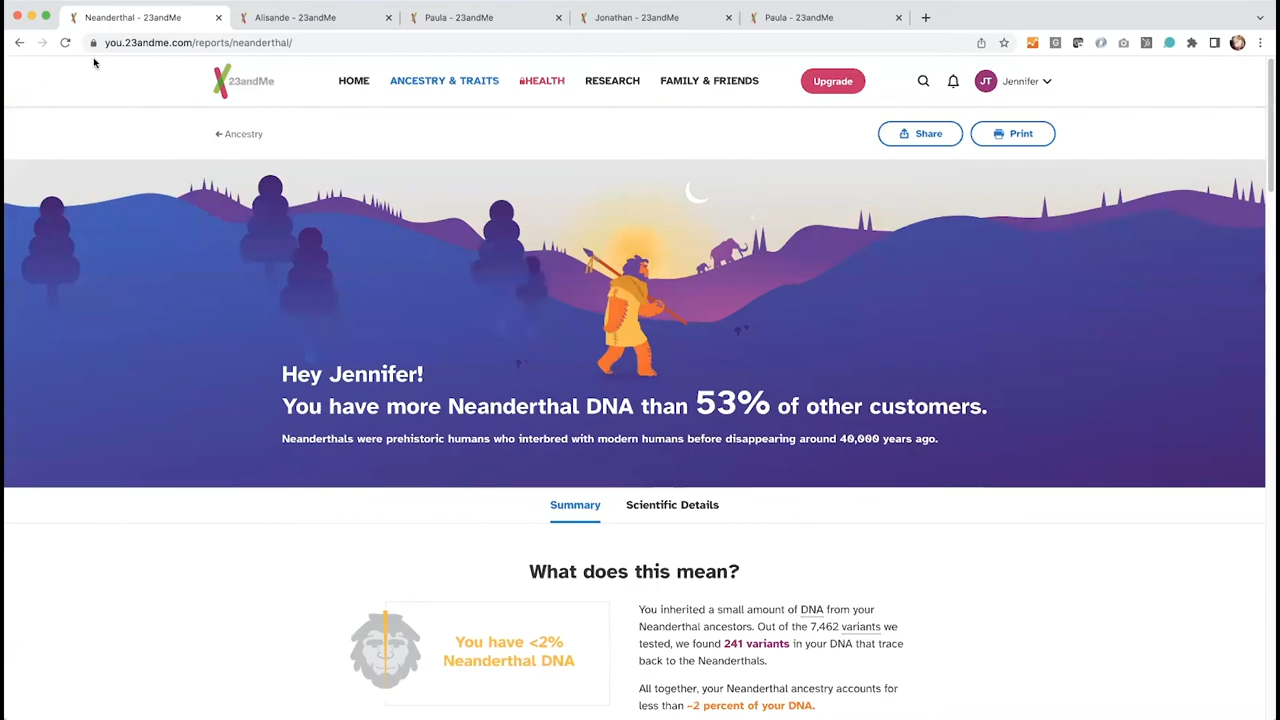 Neanderthal - 23andMe
Alisande - 23andMe
Paula - 23andMe
Jonathan - 23andMe
Paula - 23andMe
you.23andme.com/reports/neanderthal/
23andMe
HOME
ANCESTRY & TRAITS
HEALTH
RESEARCH
FAMILY & FRIENDS
Upgrade
JT
Jennifer
Ancestry
Share
Print
Hey Jennifer!
You have more Neanderthal DNA than 53% of other customers.
Neanderthals were prehistoric humans who interbred with modern humans before disappearing around 40,000 years ago.
Summary
Scientific Details
What does this mean?
You have <2%
Neanderthal DNA
You inherited a small amount of DNA from your
Neanderthal ancestors. Out of the 7,462 variants we
tested, we found 241 variants in your DNA that trace
back to the Neanderthals.
All together, your Neanderthal ancestry accounts for
less than ~2 percent of your DNA.